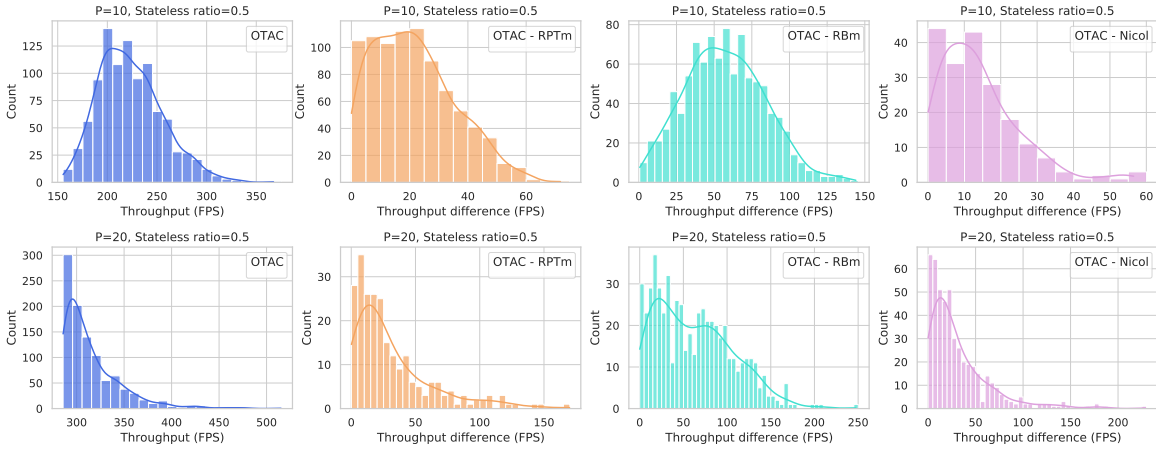 P=10, Stateless ratio=0.5
OTAC
125
100
75
50
25
0
Count
150 200 250 300 350
Throughput (FPS)
P=10, Stateless ratio=0.5
OTAC - RPTm
100
80
60
40
20
0
Count
0 20 40 60
Throughput difference (FPS)
P=10, Stateless ratio=0.5
OTAC - RBm
80
60
40
20
0
Count
0 25 50 75 100 125 150
Throughput difference (FPS)
P=10, Stateless ratio=0.5
OTAC - Nicol
40
30
20
10
0
Count
0 10 20 30 40 50 60
Throughput difference (FPS)
P=20, Stateless ratio=0.5
OTAC
300
250
200
150
100
50
0
Count
300 350 400 450 500
Throughput (FPS)
P=20, Stateless ratio=0.5
OTAC - RPTm
30
20
10
0
Count
0 50 100 150
Throughput difference (FPS)
P=20, Stateless ratio=0.5
OTAC - RBm
30
20
10
0
Count
0 50 100 150 200 250
Throughput difference (FPS)
P=20, Stateless ratio=0.5
OTAC - Nicol
60
50
40
30
20
10
0
Count
0 50 100 150 200
Throughput difference (FPS)